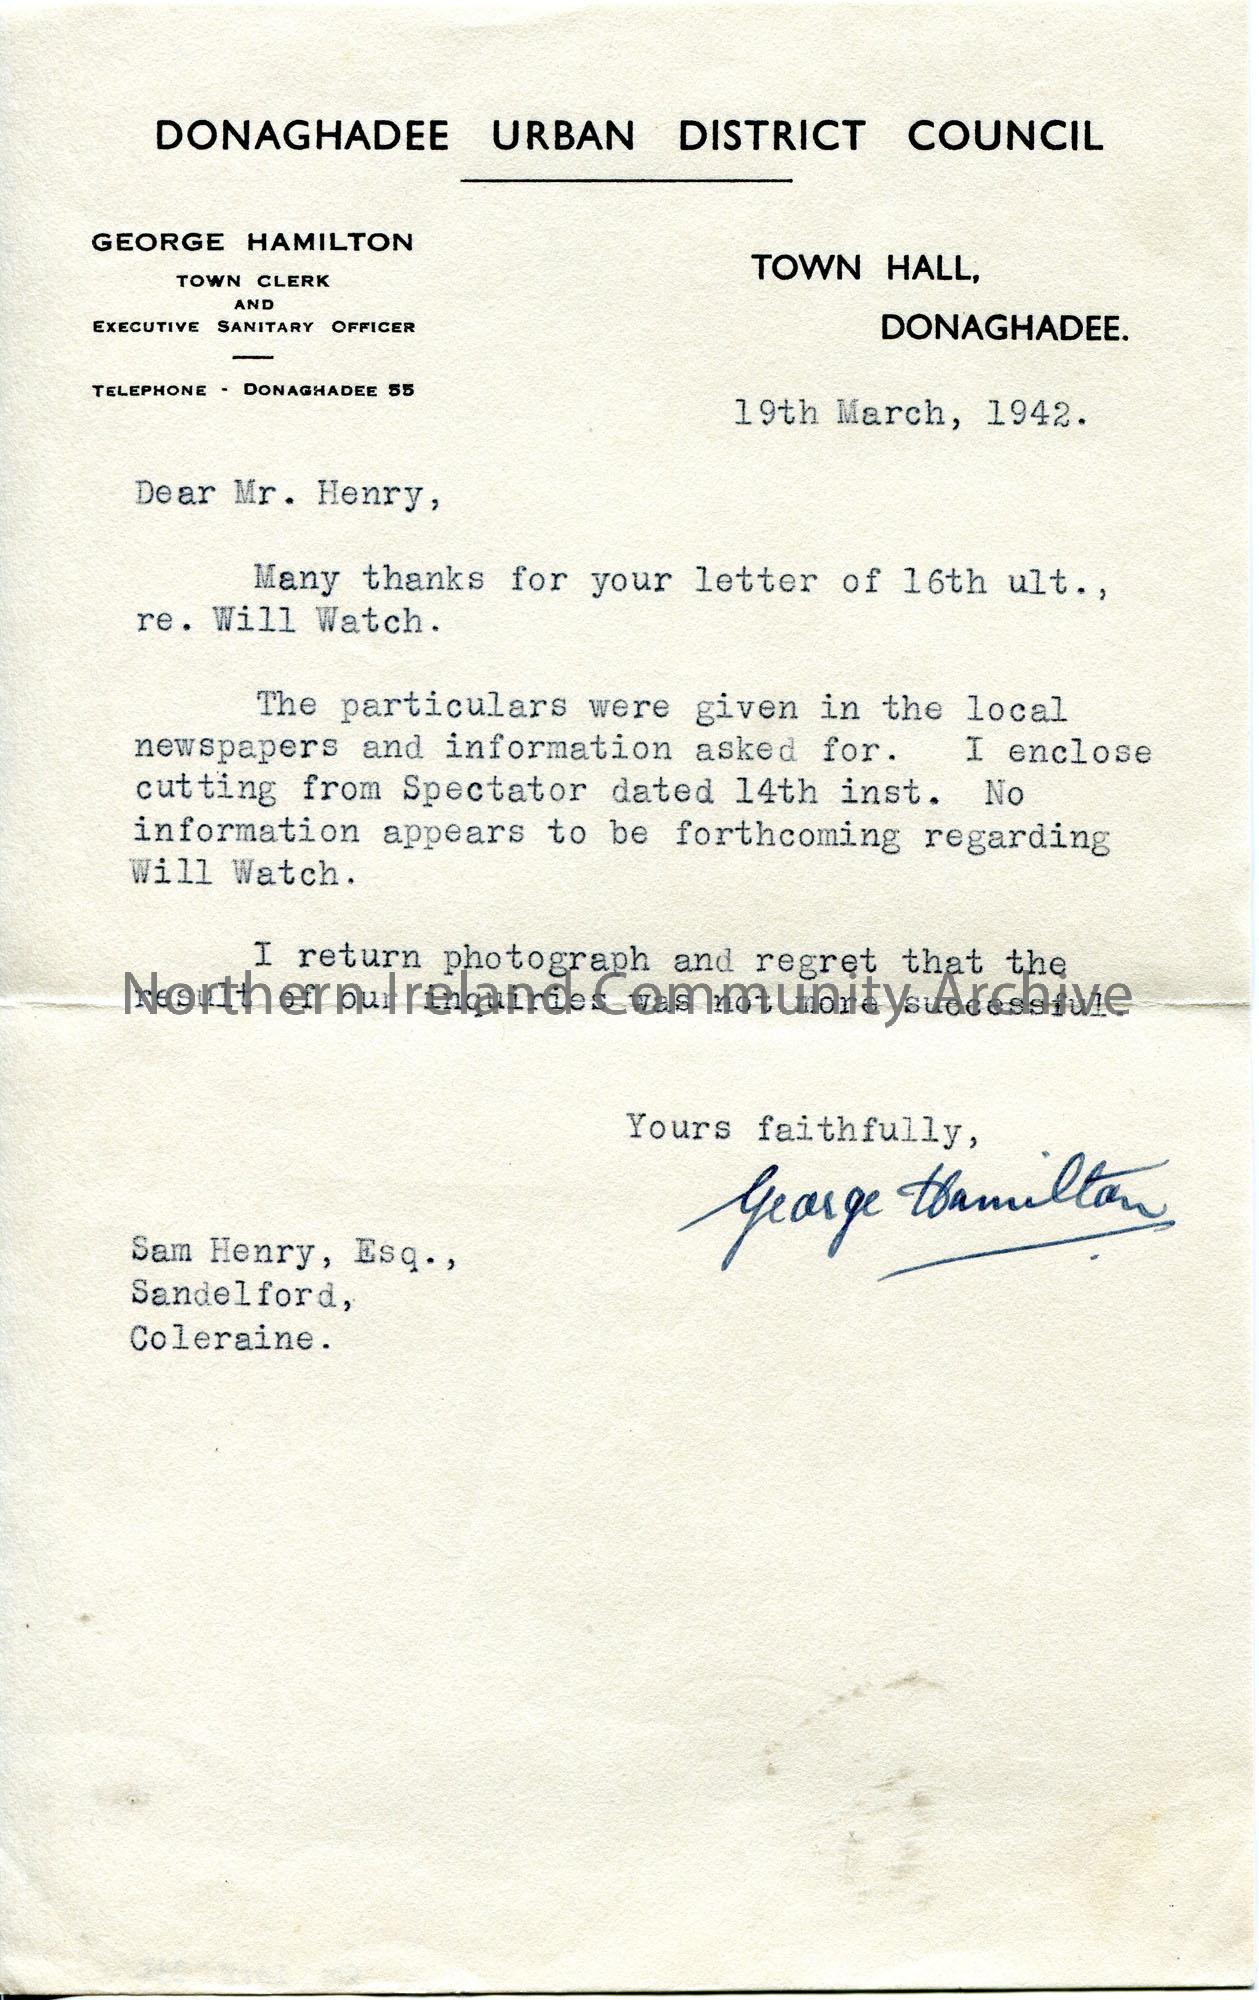 DONAGHADEE URBAN DISTRICT COUNCIL
GEORGE HAMILTON
TOWN CLERK
AND
EXECUTIVE SANITARY OFFICER
TELEPHONE - DONAGHADEE 55
TOWN HALL,
DONAGHADEE.
19th March, 1942.
Dear Mr. Henry,
Many thanks for your letter of 16th ult.,
re. Will Watch.
The particulars were given in the local
newspapers and information asked for. I enclose
cutting from Spectator dated 14th inst. No
information appears to be forthcoming regarding
Will Watch.
I return photograph and regret that the
result of our inquiries was not more successful.
Northern Ireland Community Archive
Yours faithfully,
George Hamilton
Sam Henry, Esq.,
Sandelford,
Coleraine.